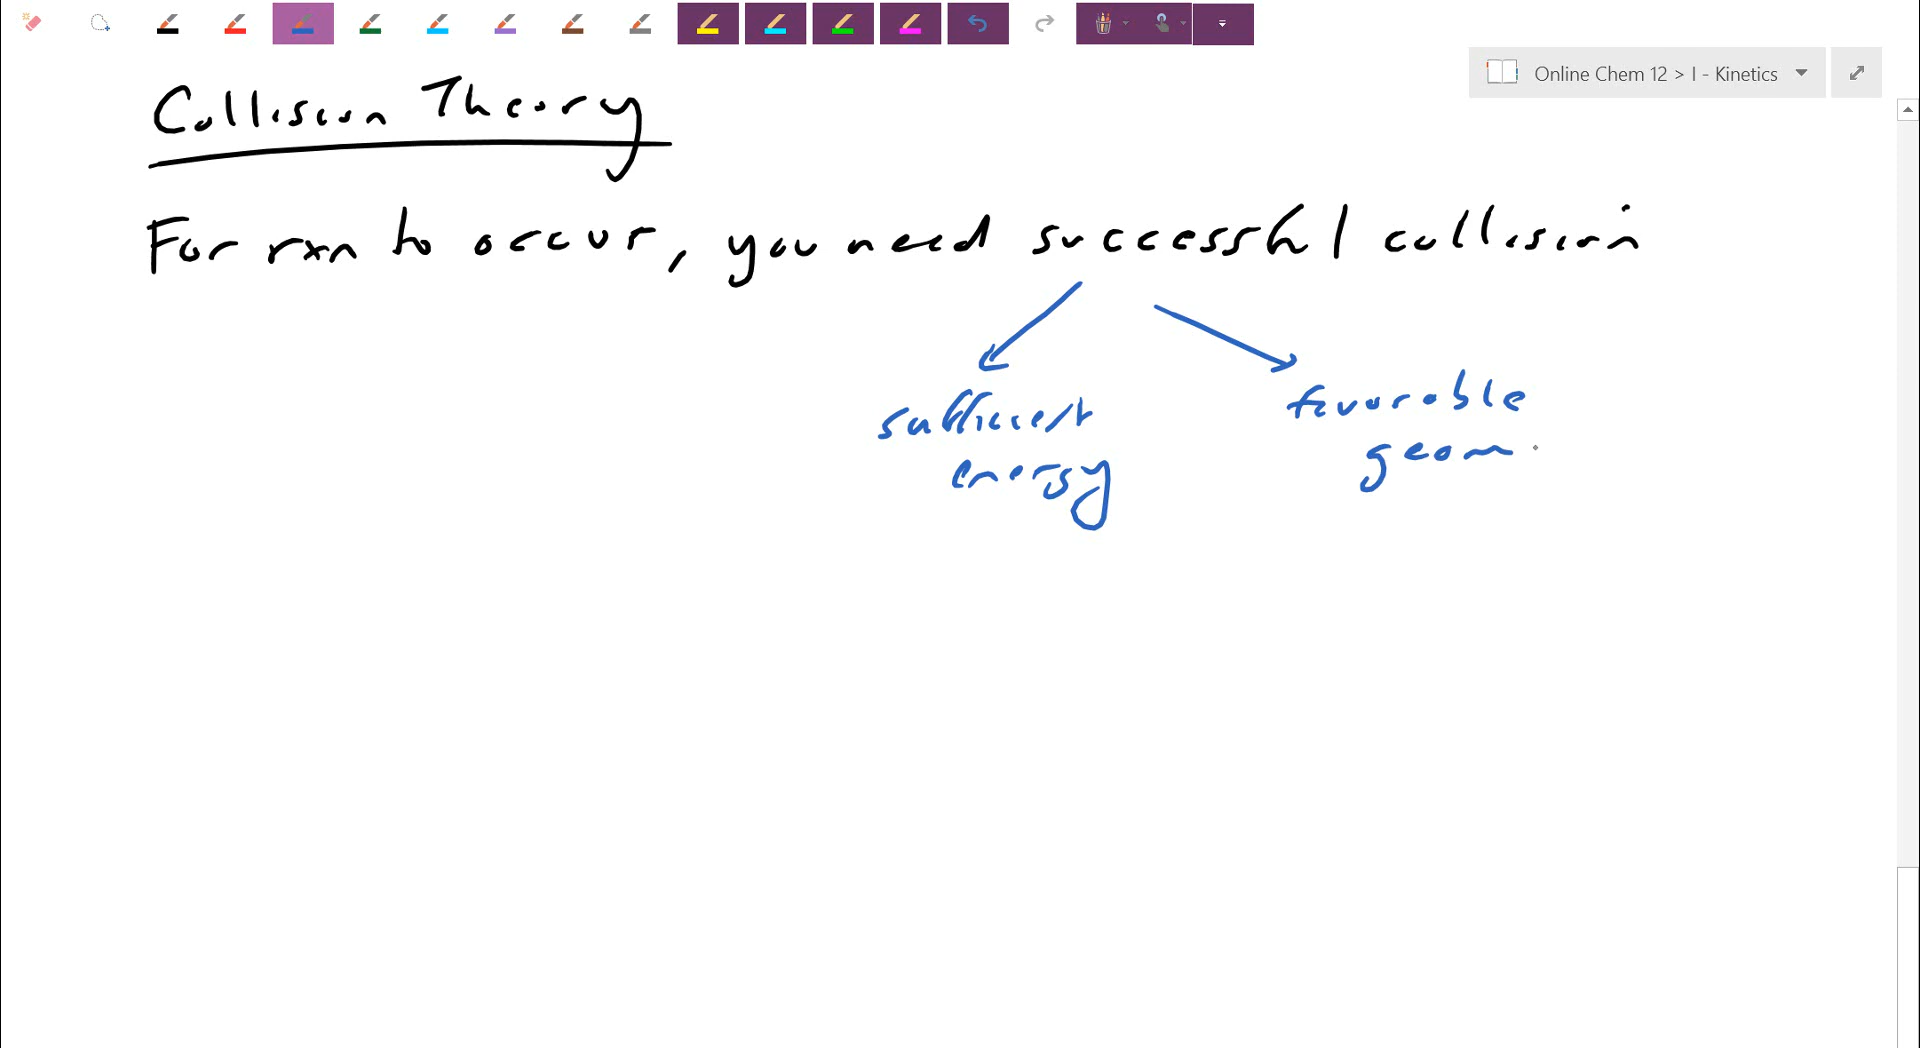 Online Chem 12 > I - Kinetics
Collision Theory
For rxn to occur, you need successful collision
sufficient
energy
favorable
geom